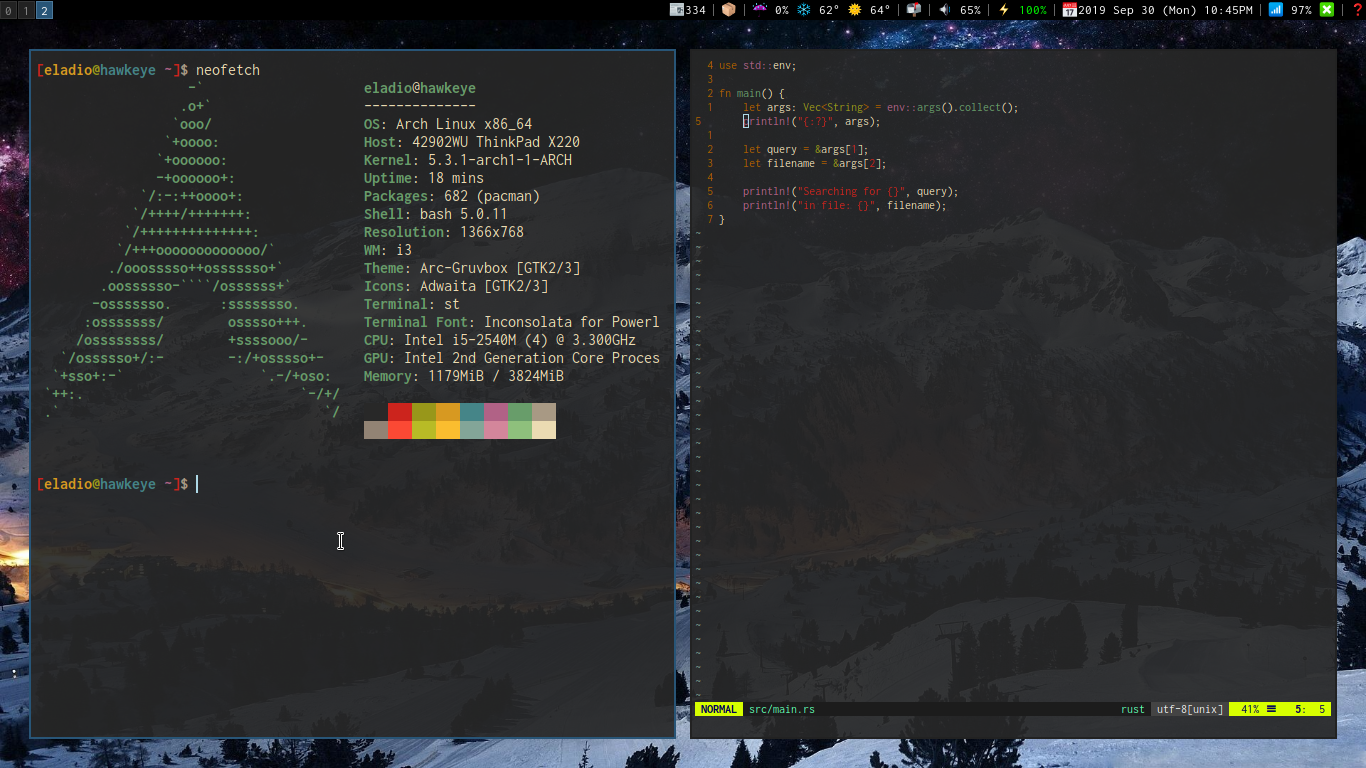 0 1 2
334 | | 0% 62° 64° | | 65% | 100% | 2019 Sep 30 (Mon) 10:45PM | 97% | ?
[eladio@hawkeye ~]$ neofetch
-`
.o+`
`ooo/
`+oooo:
`+oooooo:
-+oooooo+:
`/:-:++oooo+:
`/++++/+++++++:
`/++++++++++++++:
`/+++ooooooooooooo/`
./ooosssso++osssssso+`
.oossssso-````/ossssss+`
-osssssso. :ssssssso.
:osssssss/ osssso+++.
/ossssssss/ +ssssooo/-
`/ossssso+/:- -:/+osssso+-
`+sso+:-` `.-/+oso:
`++:. `-/+/
.` `/
eladio@hawkeye
--------------
OS: Arch Linux x86_64
Host: 42902WU ThinkPad X220
Kernel: 5.3.1-arch1-1-ARCH
Uptime: 18 mins
Packages: 682 (pacman)
Shell: bash 5.0.11
Resolution: 1366x768
WM: i3
Theme: Arc-Gruvbox [GTK2/3]
Icons: Adwaita [GTK2/3]
Terminal: st
Terminal Font: Inconsolata for Powerl
CPU: Intel i5-2540M (4) @ 3.300GHz
GPU: Intel 2nd Generation Core Proces
Memory: 1179MiB / 3824MiB
[eladio@hawkeye ~]$
4 use std::env;
3
2 fn main() {
1 let args: Vec<String> = env::args().collect();
5 println!("{:?}", args);
1
2 let query = &args[1];
3 let filename = &args[2];
4
5 println!("Searching for {}", query);
6 println!("in file: {}", filename);
7 }
NORMAL src/main.rs rust utf-8[unix] 41% ☰ 5: 5